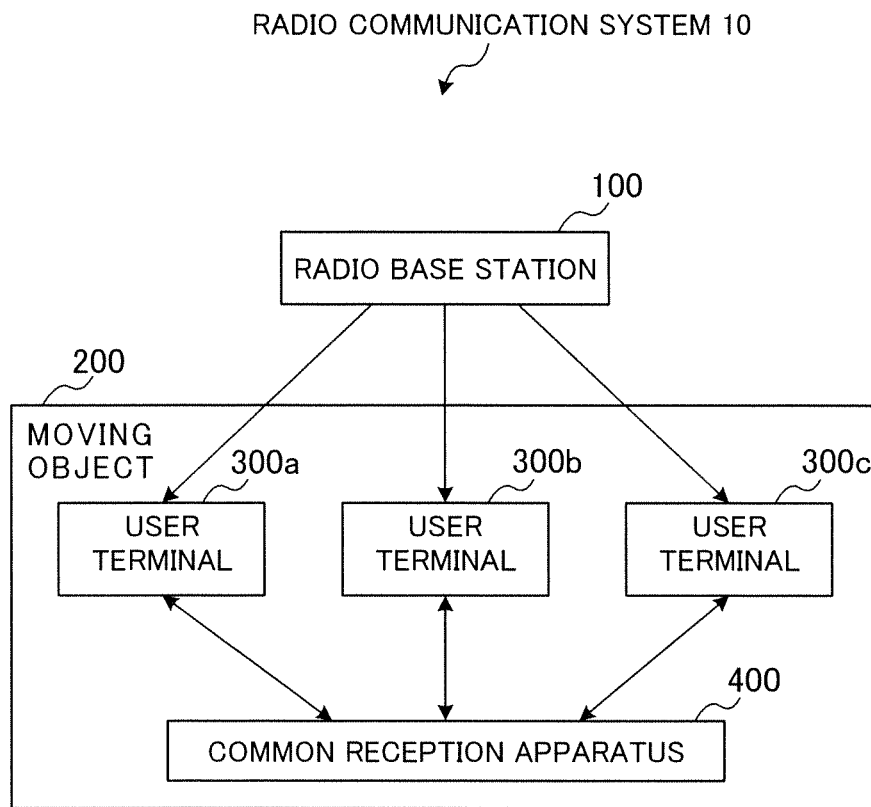 RADIO COMMUNICATION SYSTEM 10
100
RADIO BASE STATION
200
MOVING
OBJECT
300a
300b
300c
USER
TERMINAL
USER
TERMINAL
USER
TERMINAL
400
COMMON RECEPTION APPARATUS